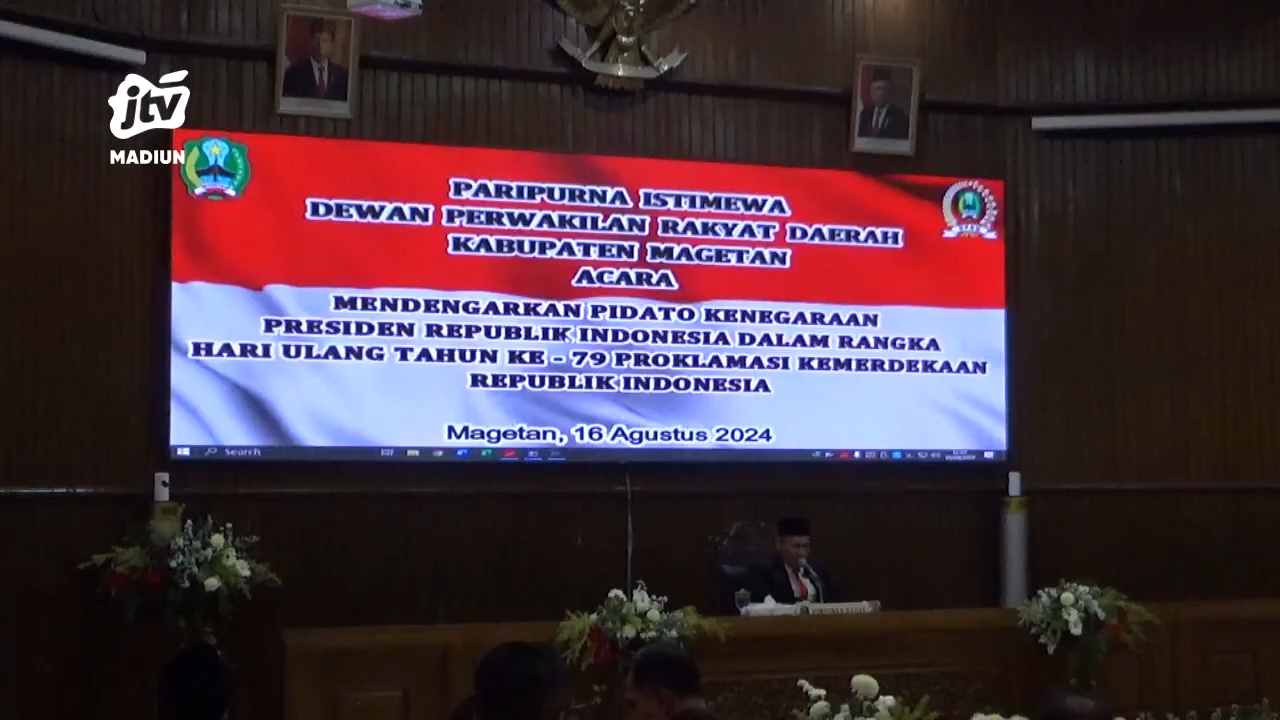 jtv
MADIUN
PARIPURNA ISTIMEWA
DEWAN PERWAKILAN RAKYAT DAERAH
KABUPATEN MAGETAN
ACARA
MENDENGARKAN PIDATO KENEGARAAN
PRESIDEN REPUBLIK INDONESIA DALAM RANGKA
HARI ULANG TAHUN KE - 79 PROKLAMASI KEMERDEKAAN
REPUBLIK INDONESIA
Magetan, 16 Agustus 2024
Search